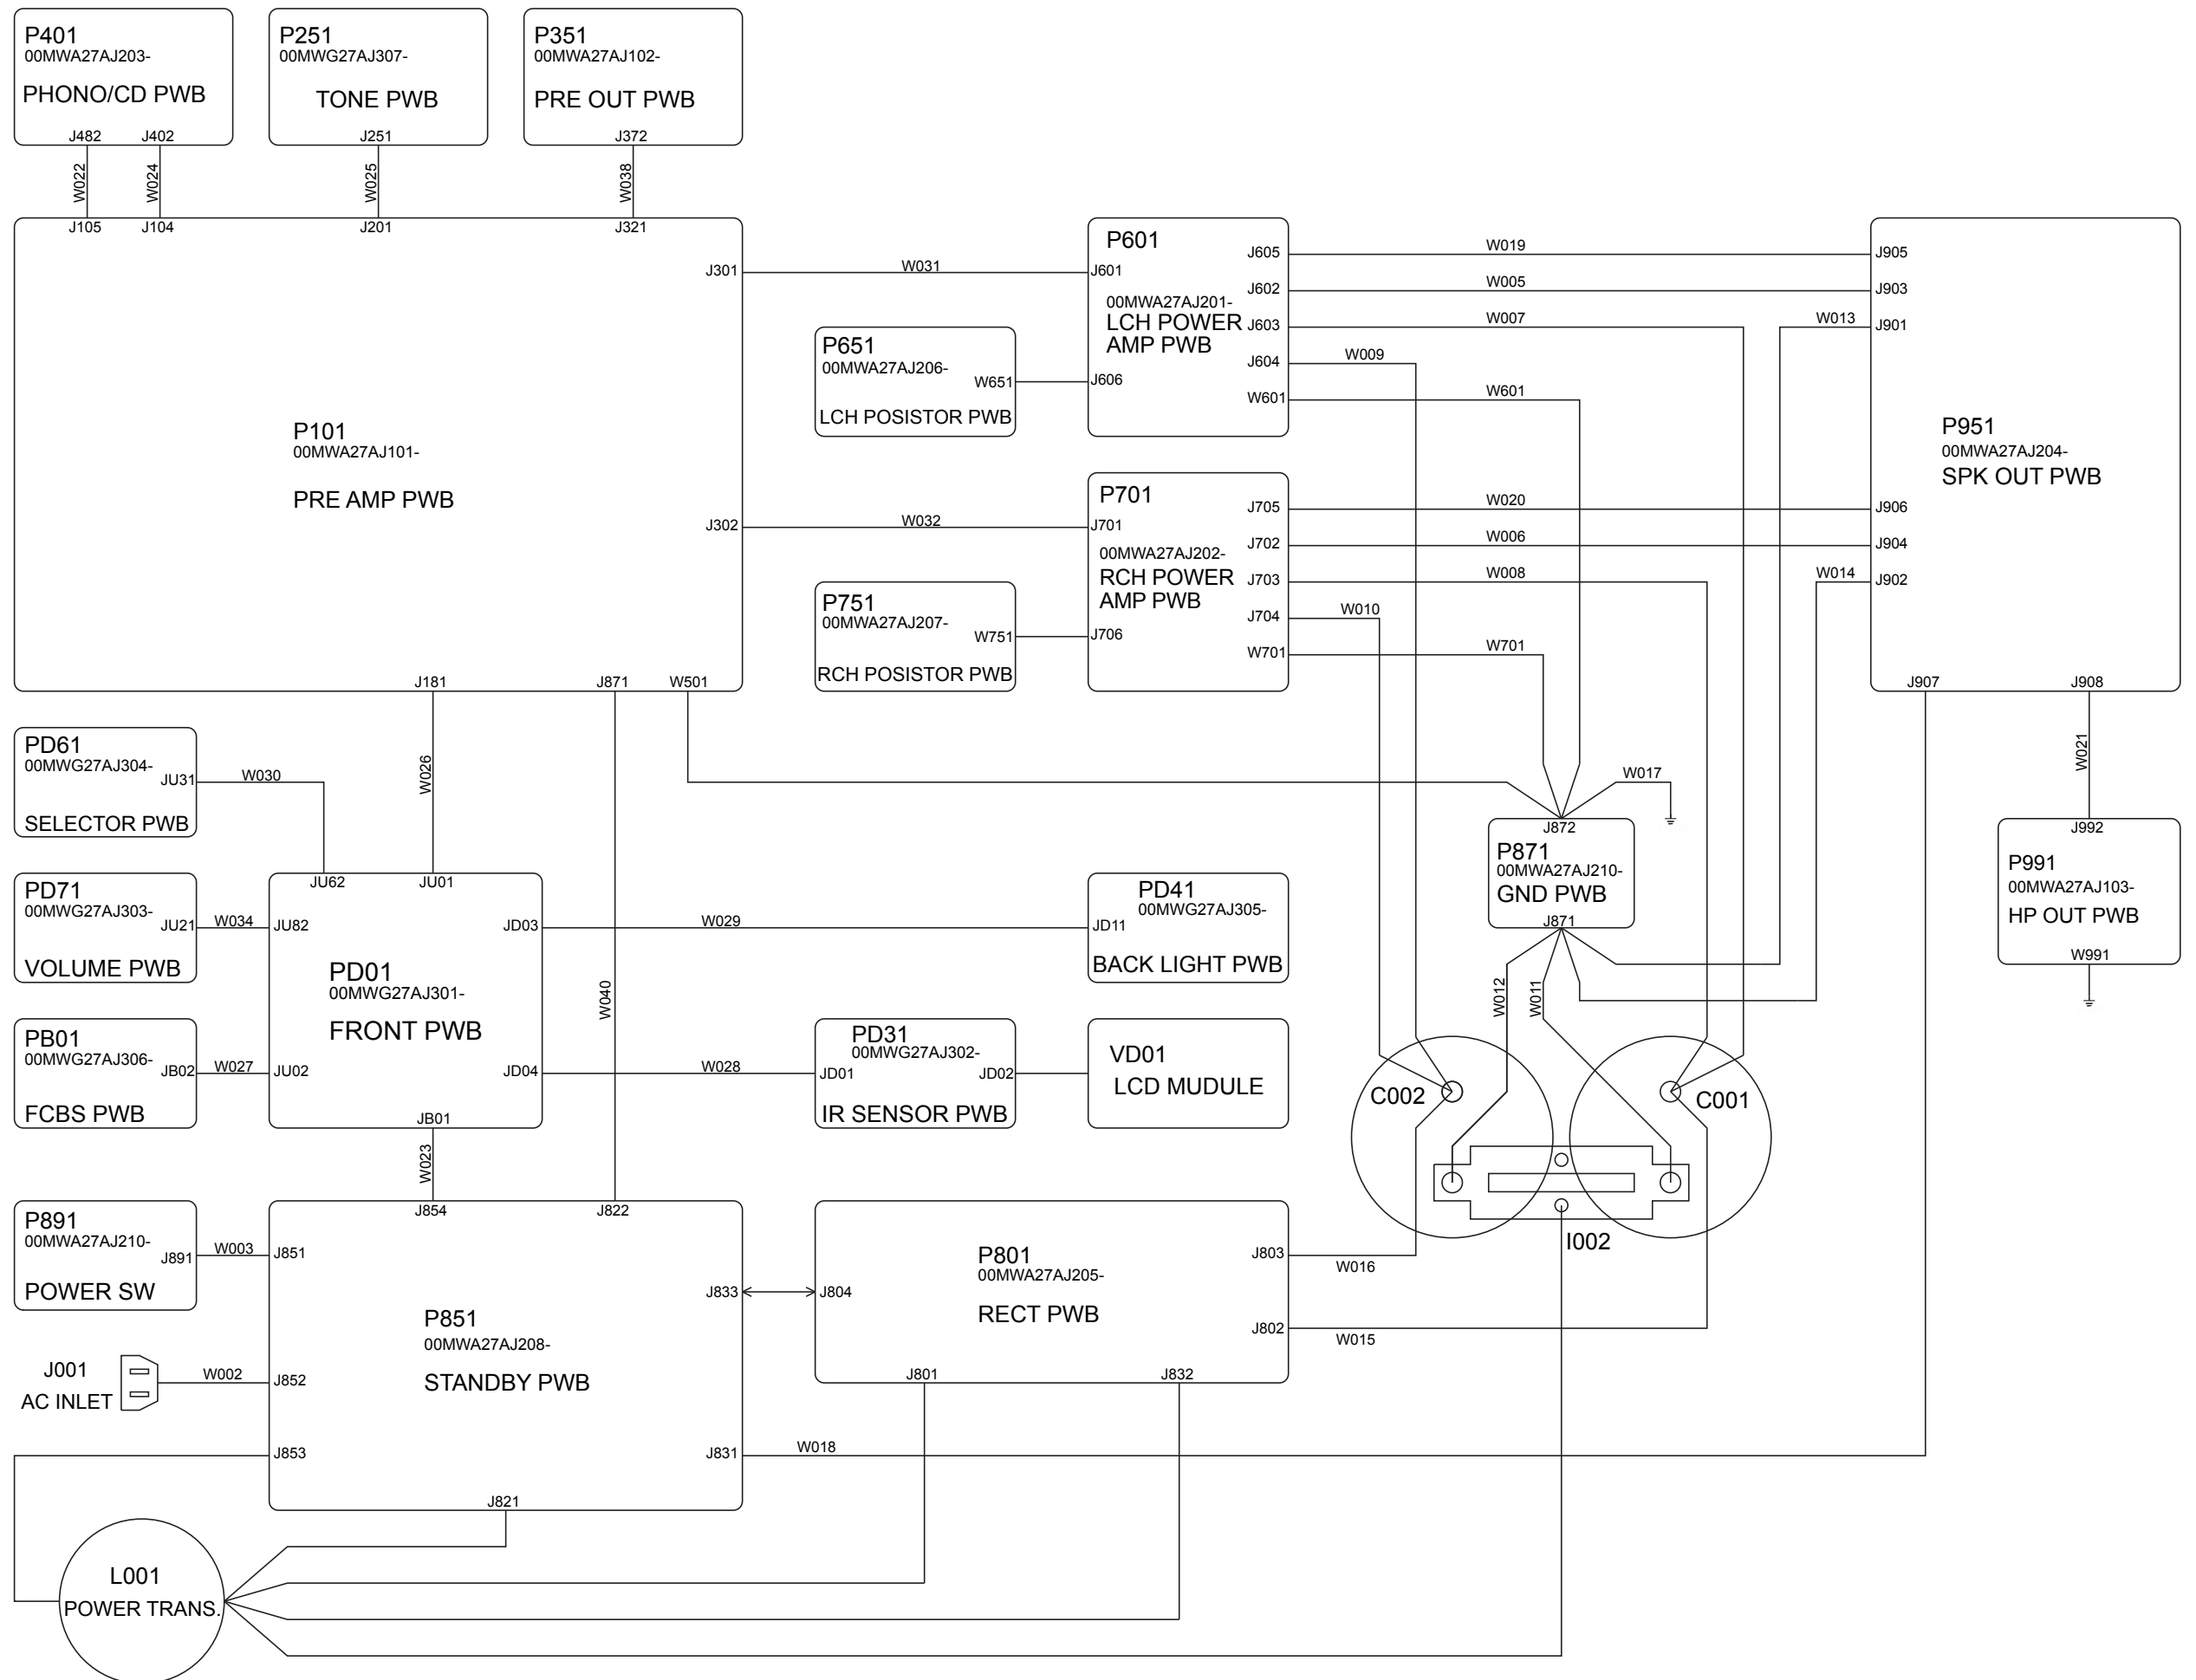 P401
00MWA27AJ203-
PHONO/CD PWB
J482 J402
P251
00MWG27AJ307-
TONE PWB
J251
P351
00MWA27AJ102-
PRE OUT PWB
J372
W022 W024 W025 W038
J105 J104 J201 J321
J301
P101
00MWA27AJ101-
PRE AMP PWB
J302
J181 J871 W501
W031
W032
P651
00MWA27AJ206-
W651
LCH POSISTOR PWB
P751
00MWA27AJ207-
W751
RCH POSISTOR PWB
P601
J601
00MWA27AJ201-
LCH POWER
AMP PWB
J606
J605
J602
J603
J604
W601
P701
J701
00MWA27AJ202-
RCH POWER
AMP PWB
J706
J705
J702
J703
J704
W701
W019
W005
W007
W009
W601
W020
W006
W008
W010
W701
W013
W014
J905
J903
J901
P951
00MWA27AJ204-
SPK OUT PWB
J906
J904
J902
J907 J908
W021
J992
P991
00MWA27AJ103-
HP OUT PWB
W991
W017
J872
P871
00MWA27AJ210-
GND PWB
J871
W012 W011
C002
C001
I002
PD61
00MWG27AJ304-
JU31
SELECTOR PWB
W030
W026
PD71
00MWG27AJ303-
JU21
VOLUME PWB
W034
PB01
00MWG27AJ306-
JB02
FCBS PWB
W027
JU62 JU01
JU82 JD03
PD01
00MWG27AJ301-
FRONT PWB
JU02 JD04
JB01
W023
W040
W029
W028
PD41
00MWG27AJ305-
JD11
BACK LIGHT PWB
PD31
00MWG27AJ302-
JD01 JD02
IR SENSOR PWB
VD01
LCD MUDULE
P891
00MWA27AJ210-
J891
POWER SW
W003
J001
AC INLET
W002
J854 J822
J851
J833
P851
00MWA27AJ208-
STANDBY PWB
J852
J853 J831
J821
W018
P801
00MWA27AJ205-
RECT PWB
J804
J803
J802
J801 J832
W016
W015
L001
POWER TRANS.